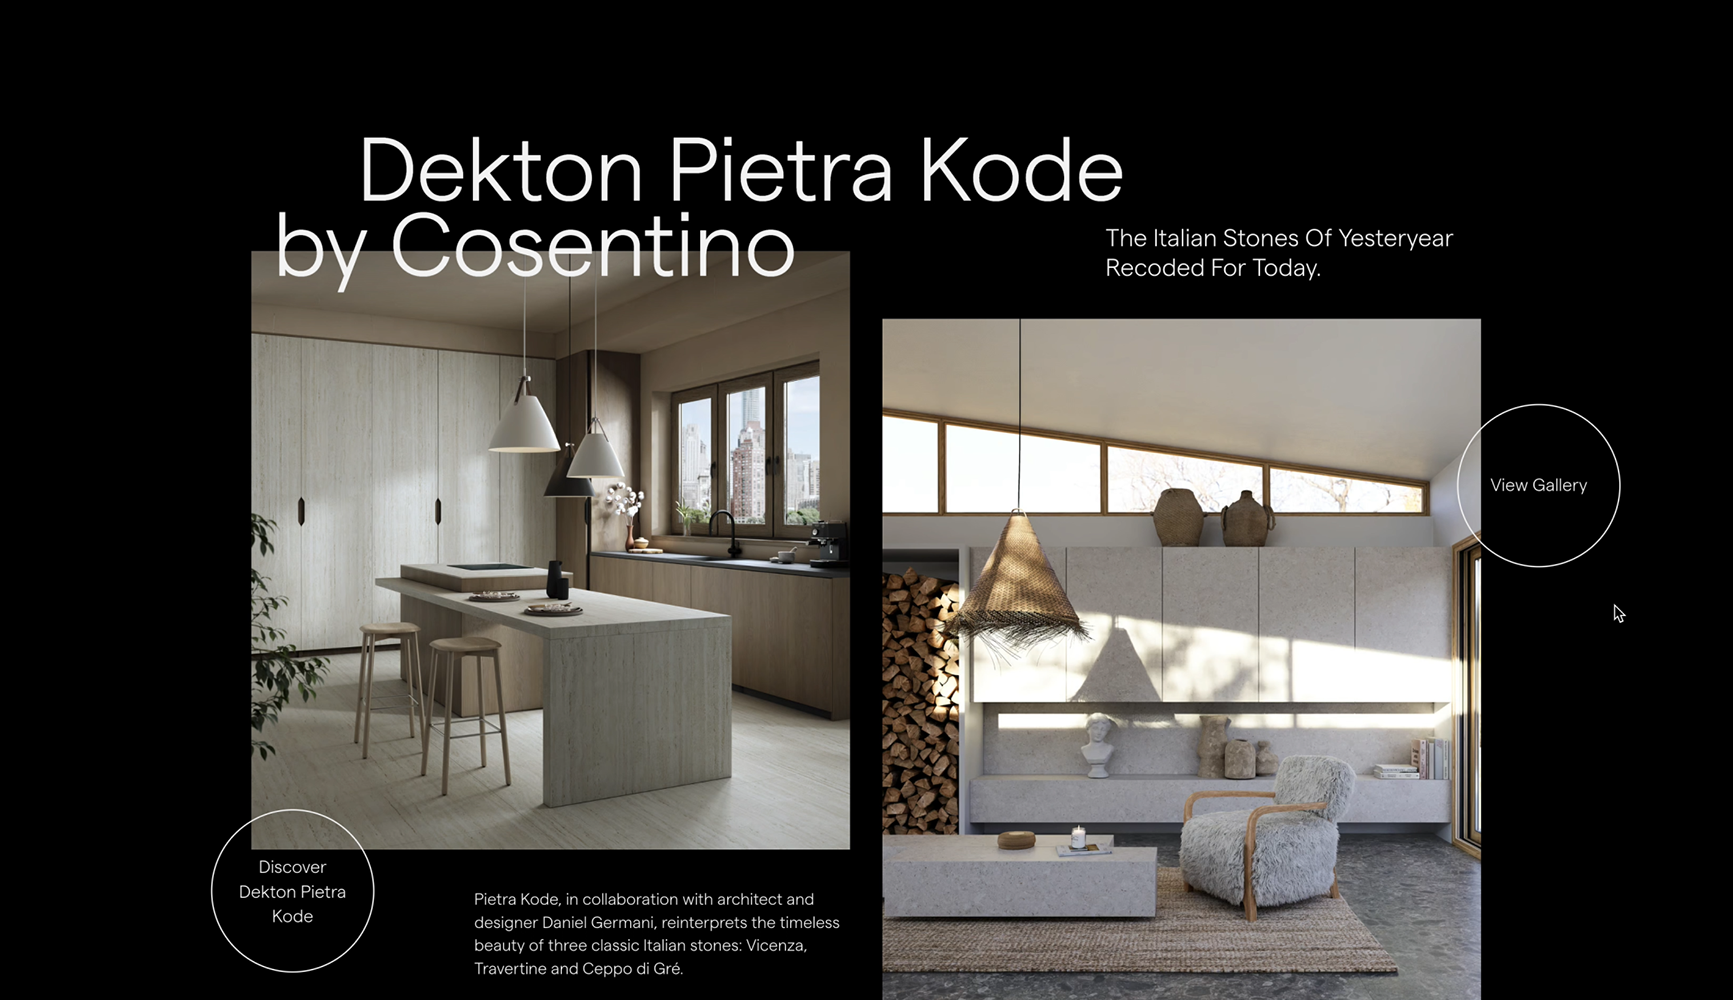 Dekton Pietra Kode
by Cosentino
The Italian Stones Of Yesteryear
Recoded For Today.
View Gallery
Discover
Dekton Pietra
Kode
Pietra Kode, in collaboration with architect and
designer Daniel Germani, reinterprets the timeless
beauty of three classic Italian stones: Vicenza,
Travertine and Ceppo di Gré.